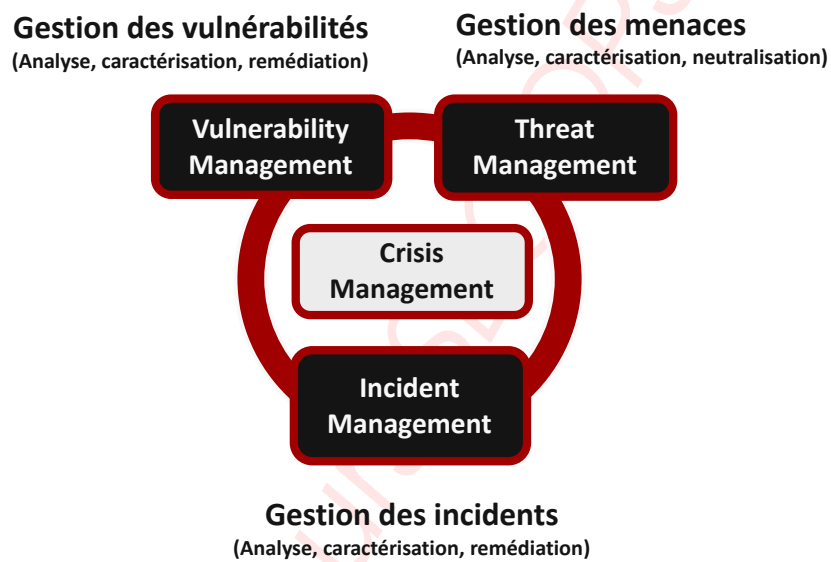 Gestion des vulnérabilités
(Analyse, caractérisation, remédiation)
Gestion des menaces
(Analyse, caractérisation, neutralisation)
Vulnerability
Management
Threat
Management
Crisis
Management
Incident
Management
Gestion des incidents
(Analyse, caractérisation, remédiation)